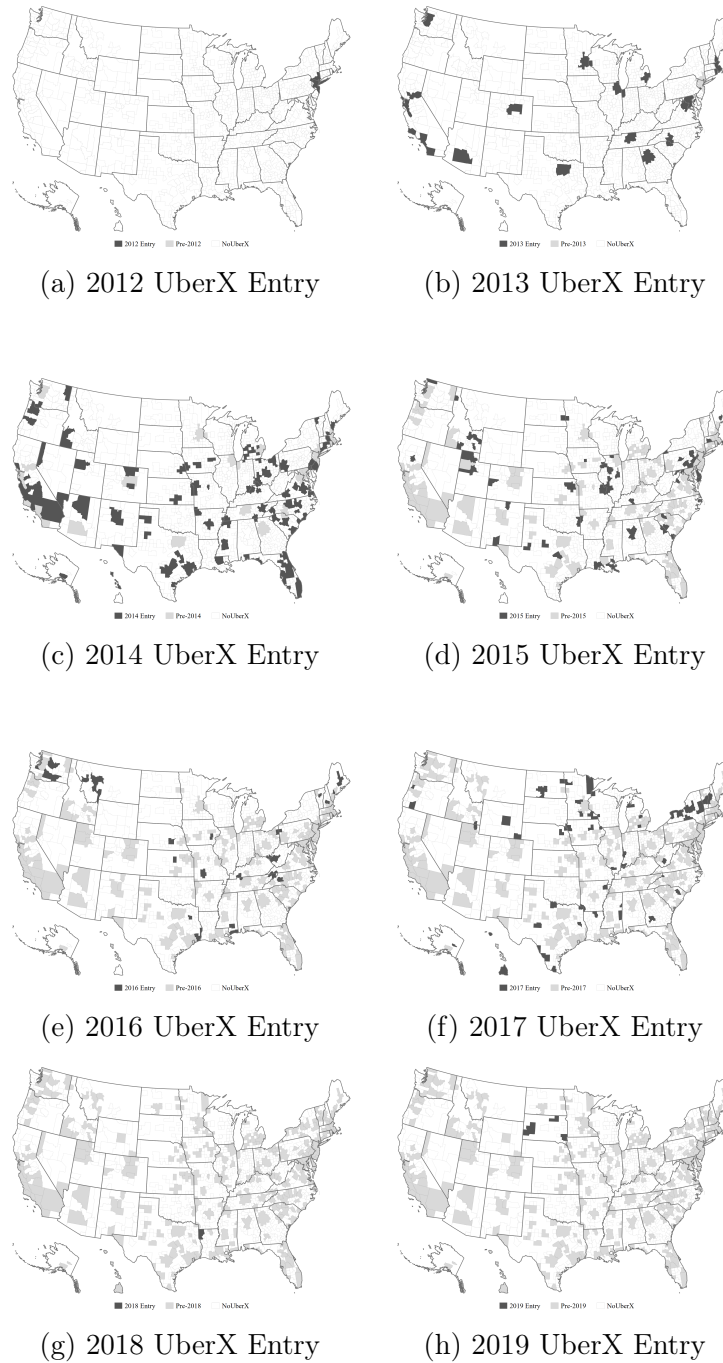 2012 Entry Pre-2012 NoUberX
2013 Entry Pre-2013 NoUberX
(a) 2012 UberX Entry
(b) 2013 UberX Entry
2014 Entry Pre-2014 NoUberX
2015 Entry Pre-2015 NoUberX
(c) 2014 UberX Entry
(d) 2015 UberX Entry
2016 Entry Pre-2016 NoUberX
2017 Entry Pre-2017 NoUberX
(e) 2016 UberX Entry
(f) 2017 UberX Entry
2018 Entry Pre-2018 NoUberX
2019 Entry Pre-2019 NoUberX
(g) 2018 UberX Entry
(h) 2019 UberX Entry